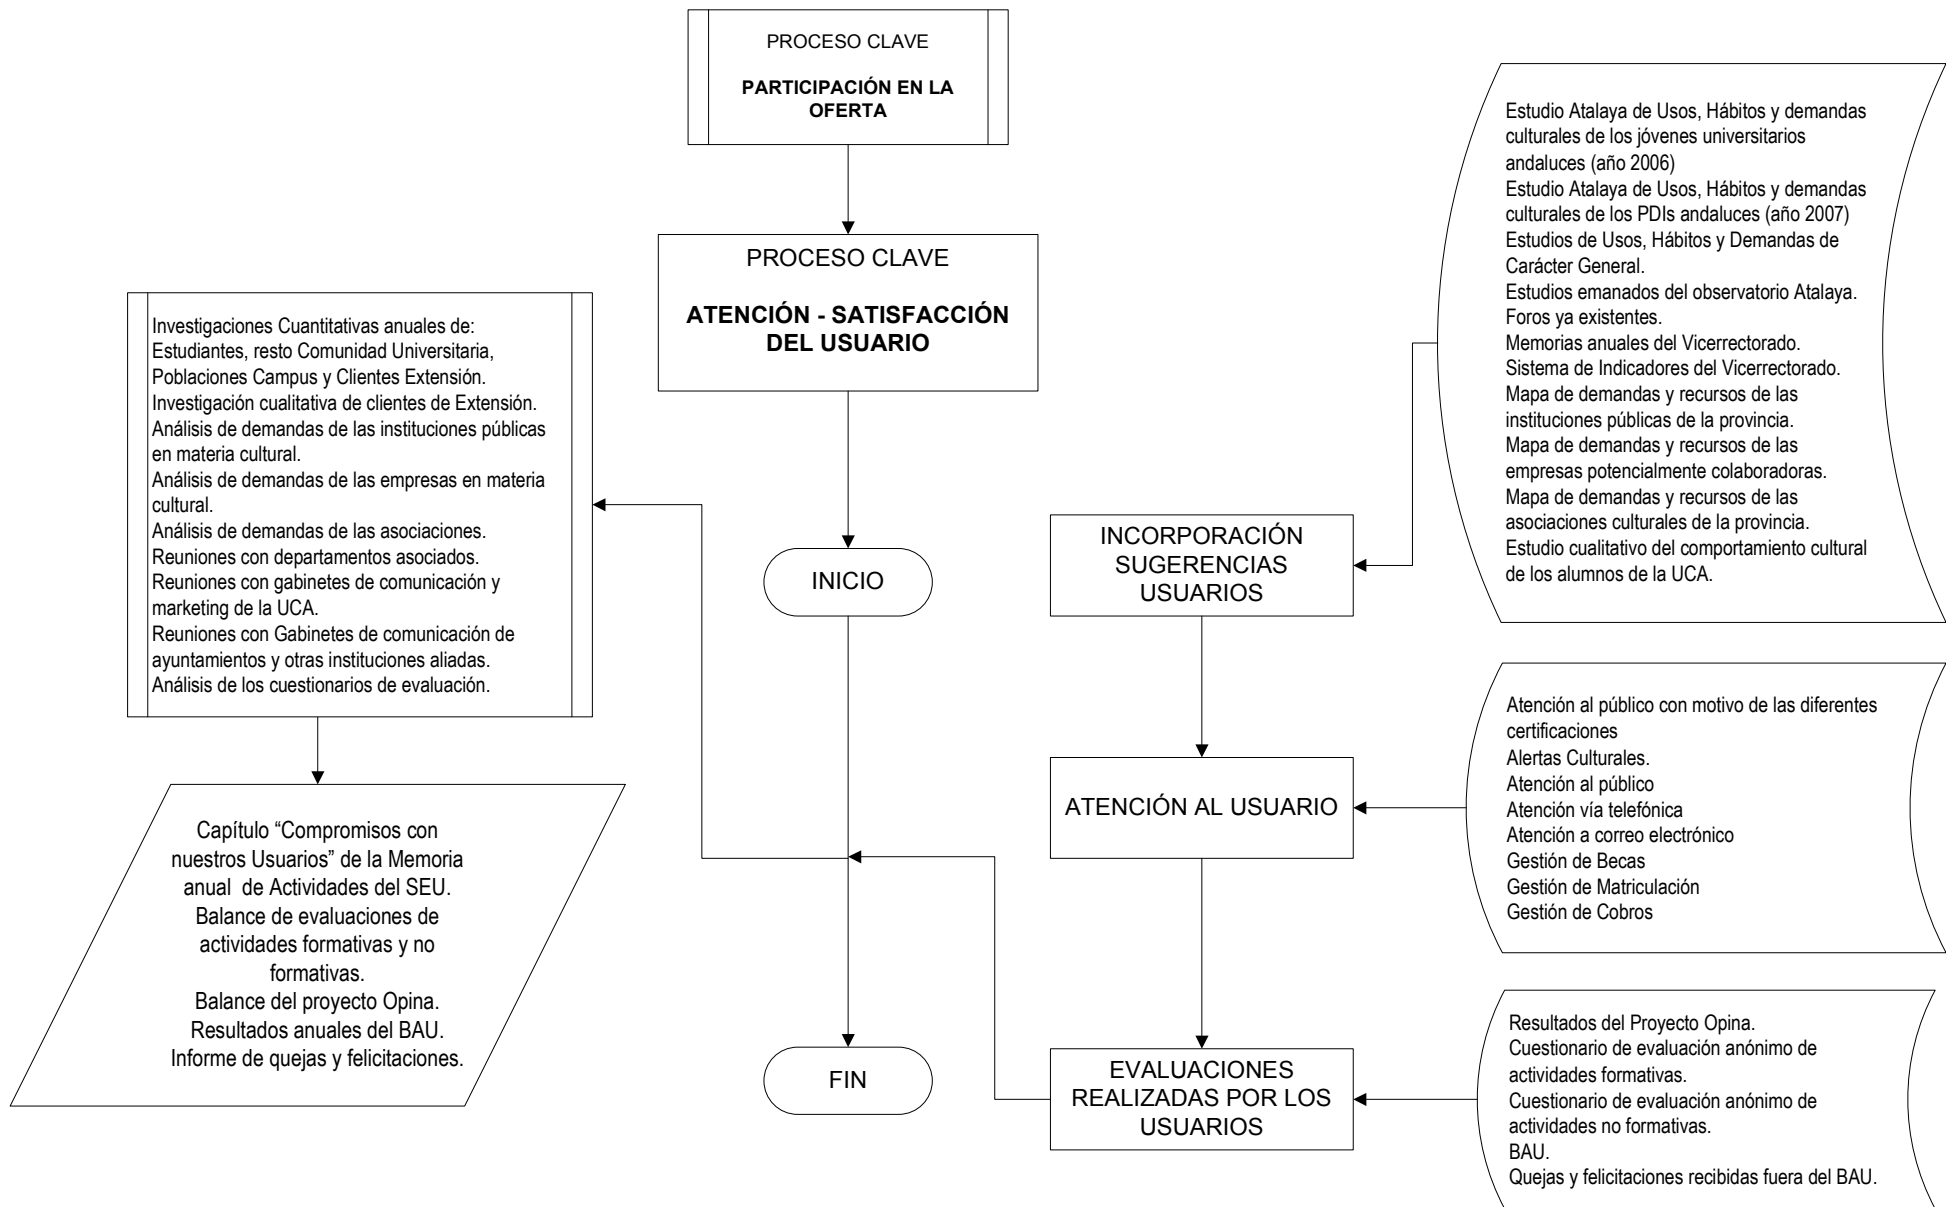 PROCESO CLAVE
PARTICIPACIÓN EN LA
OFERTA
PROCESO CLAVE
ATENCIÓN - SATISFACCIÓN
DEL USUARIO
INICIO
FIN
Investigaciones Cuantitativas anuales de:
Estudiantes, resto Comunidad Universitaria,
Poblaciones Campus y Clientes Extensión.
Investigación cualitativa de clientes de Extensión.
Análisis de demandas de las instituciones públicas
en materia cultural.
Análisis de demandas de las empresas en materia
cultural.
Análisis de demandas de las asociaciones.
Reuniones con departamentos asociados.
Reuniones con gabinetes de comunicación y
marketing de la UCA.
Reuniones con Gabinetes de comunicación de
ayuntamientos y otras instituciones aliadas.
Análisis de los cuestionarios de evaluación.
Capítulo “Compromisos con
nuestros Usuarios” de la Memoria
anual de Actividades del SEU.
Balance de evaluaciones de
actividades formativas y no
formativas.
Balance del proyecto Opina.
Resultados anuales del BAU.
Informe de quejas y felicitaciones.
INCORPORACIÓN
SUGERENCIAS
USUARIOS
ATENCIÓN AL USUARIO
EVALUACIONES
REALIZADAS POR LOS
USUARIOS
Estudio Atalaya de Usos, Hábitos y demandas
culturales de los jóvenes universitarios
andaluces (año 2006)
Estudio Atalaya de Usos, Hábitos y demandas
culturales de los PDIs andaluces (año 2007)
Estudios de Usos, Hábitos y Demandas de
Carácter General.
Estudios emanados del observatorio Atalaya.
Foros ya existentes.
Memorias anuales del Vicerrectorado.
Sistema de Indicadores del Vicerrectorado.
Mapa de demandas y recursos de las
instituciones públicas de la provincia.
Mapa de demandas y recursos de las
empresas potencialmente colaboradoras.
Mapa de demandas y recursos de las
asociaciones culturales de la provincia.
Estudio cualitativo del comportamiento cultural
de los alumnos de la UCA.
Atención al público con motivo de las diferentes
certificaciones
Alertas Culturales.
Atención al público
Atención vía telefónica
Atención a correo electrónico
Gestión de Becas
Gestión de Matriculación
Gestión de Cobros
Resultados del Proyecto Opina.
Cuestionario de evaluación anónimo de
actividades formativas.
Cuestionario de evaluación anónimo de
actividades no formativas.
BAU.
Quejas y felicitaciones recibidas fuera del BAU.